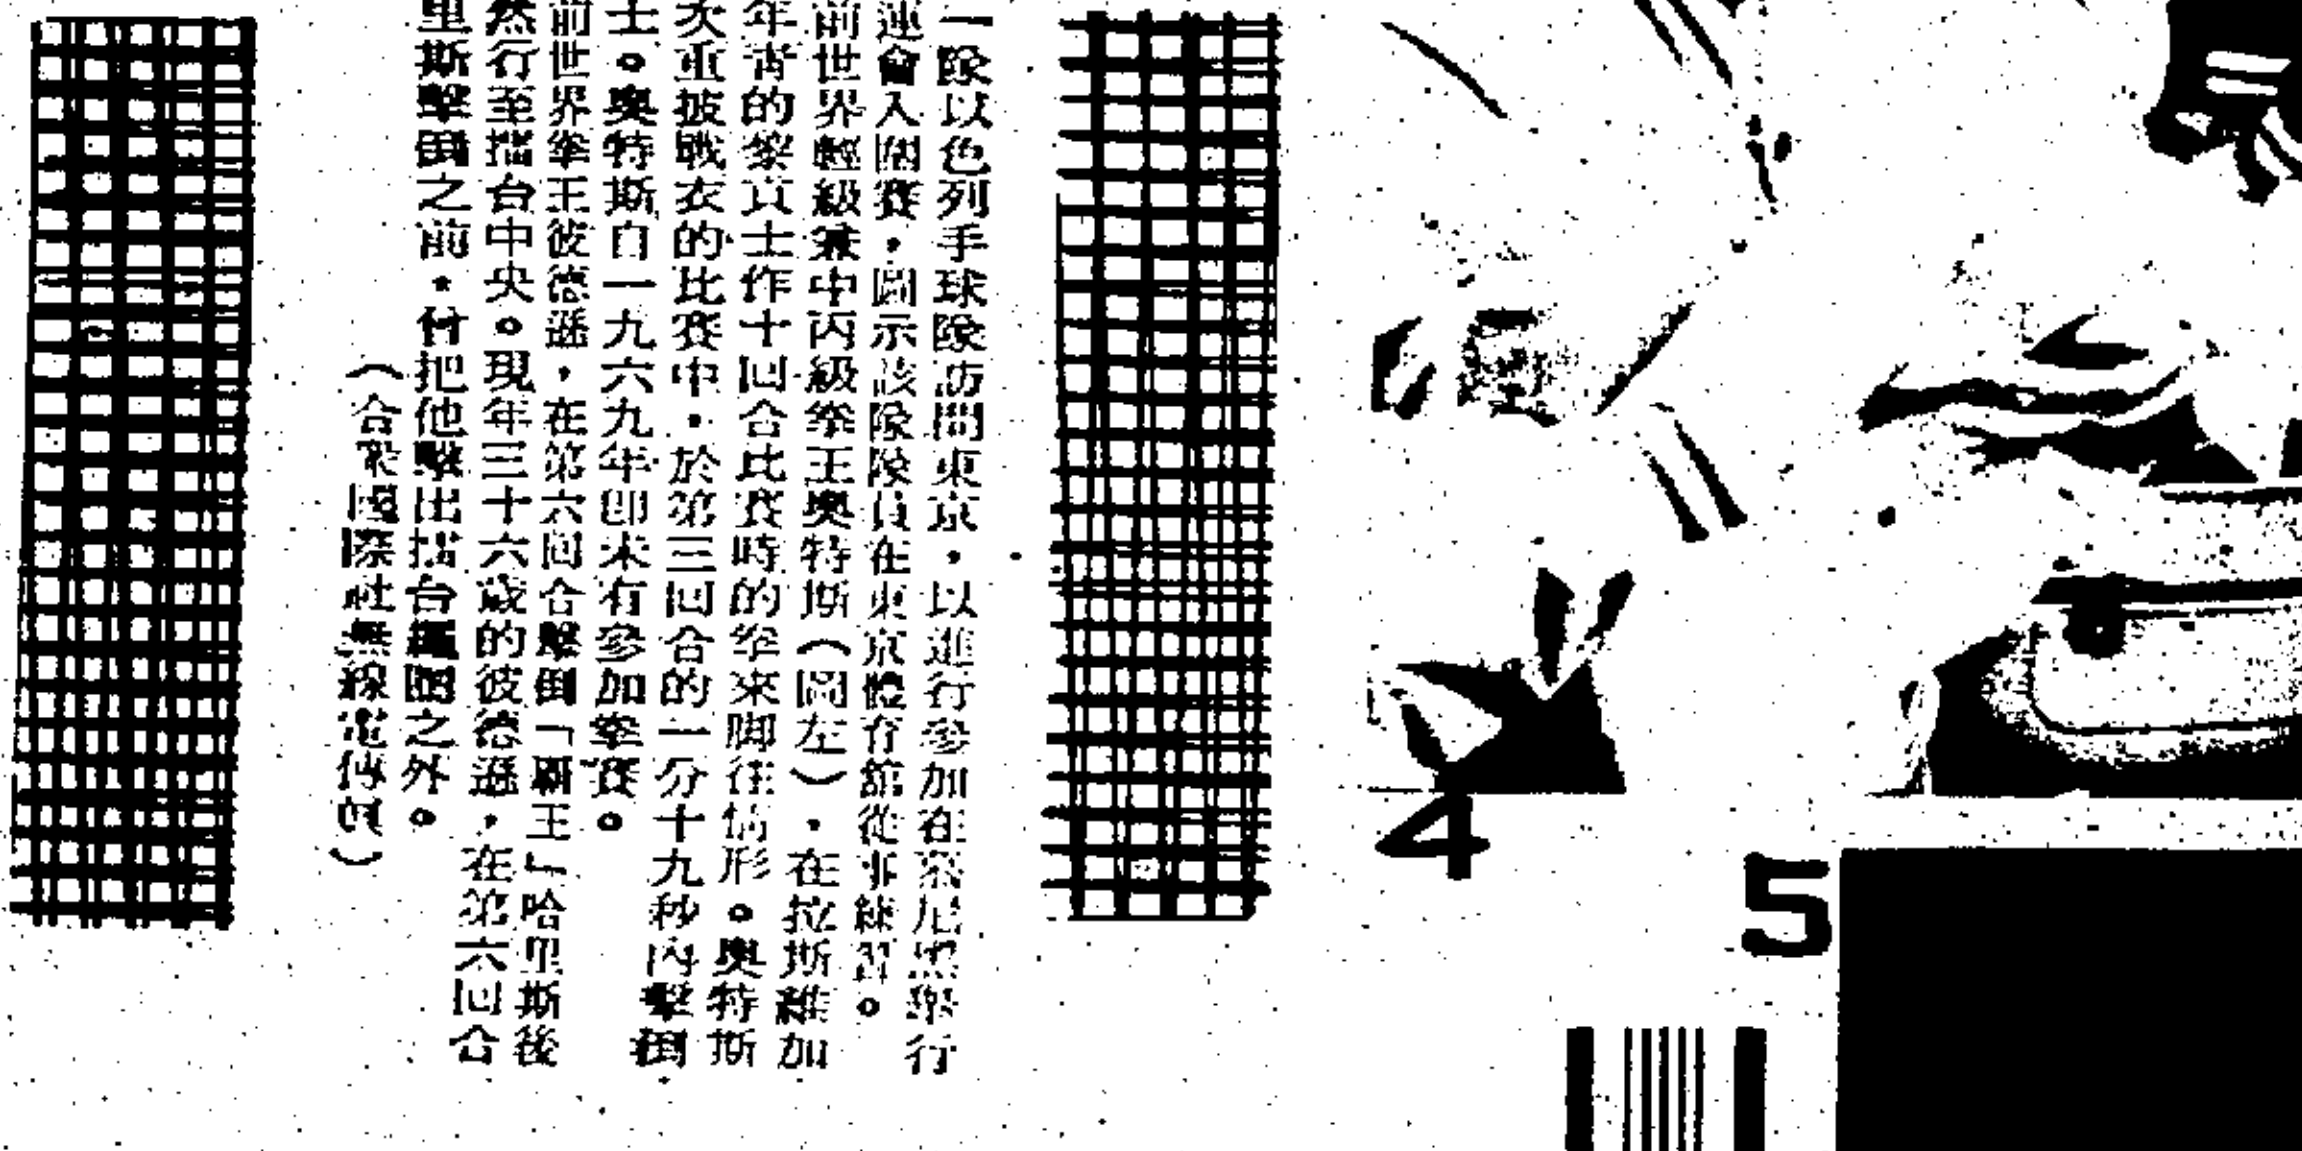 一隊以色列手球隊訪問東京，以進行參加在慕尼黑舉行
運會入圍賽，圖示該隊隊員在東京體育館從事練習。
前世界輕級兼中丙級拳王奧特斯（圖左），在拉斯維加
年青的黎真士作十回合比賽時的拳來脚往情形。奧特斯
次重披戰衣的比賽中，於第三回合的一分十九秒內擊倒
士。奧特斯自一九六九年即未有參加拳賽。
前世界拳王彼德遜，在第六回合擊倒「覇王」哈里斯後
然行至擂台中央。現年三十六歲的彼德遜，在第六回合
里斯擊倒之前，曾把他擊出擂台繩圈之外。
（合衆國際社無線電傳眞）
4
5